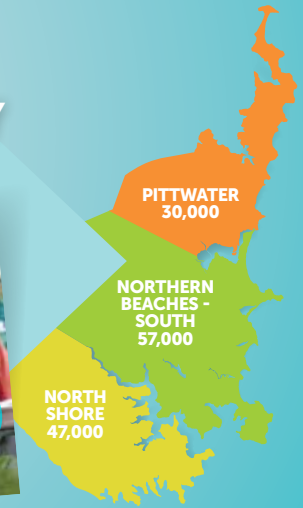 PITTWATER
30,000
NORTHERN
BEACHES -
SOUTH
57,000
NORTH
SHORE
47,000